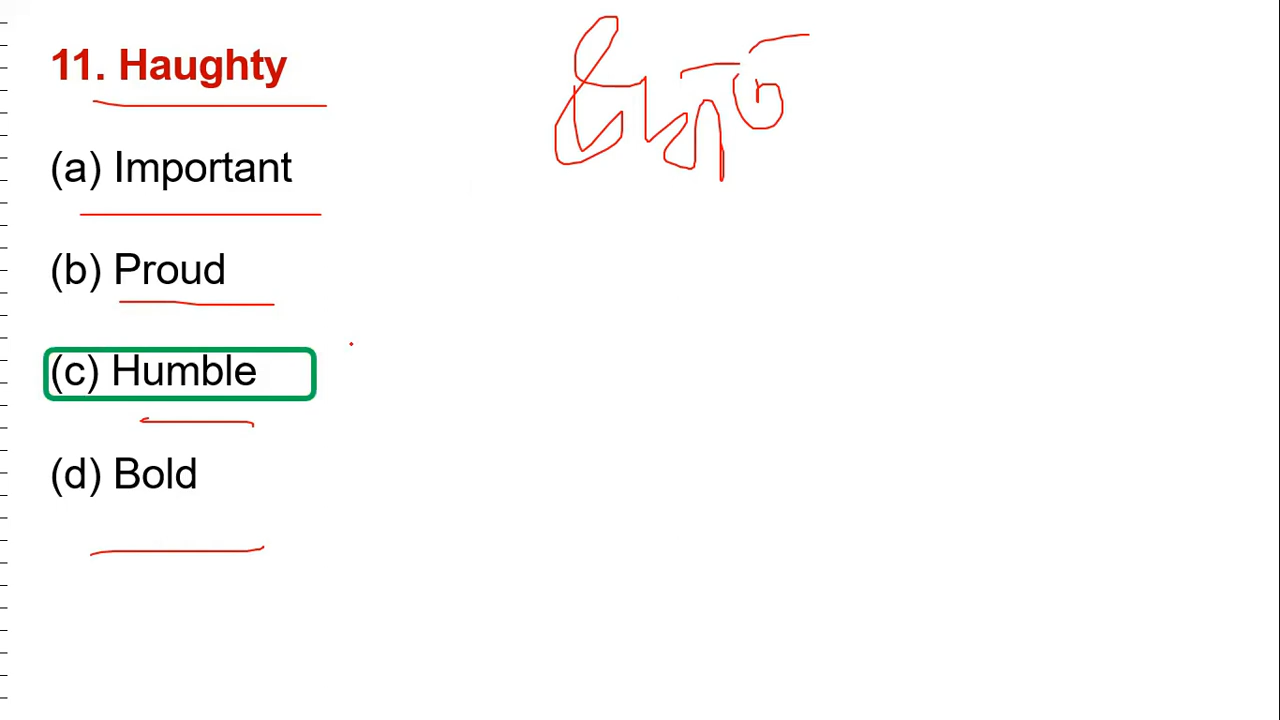 11. Haughty
(a) Important
(b) Proud
(c) Humble
(d) Bold